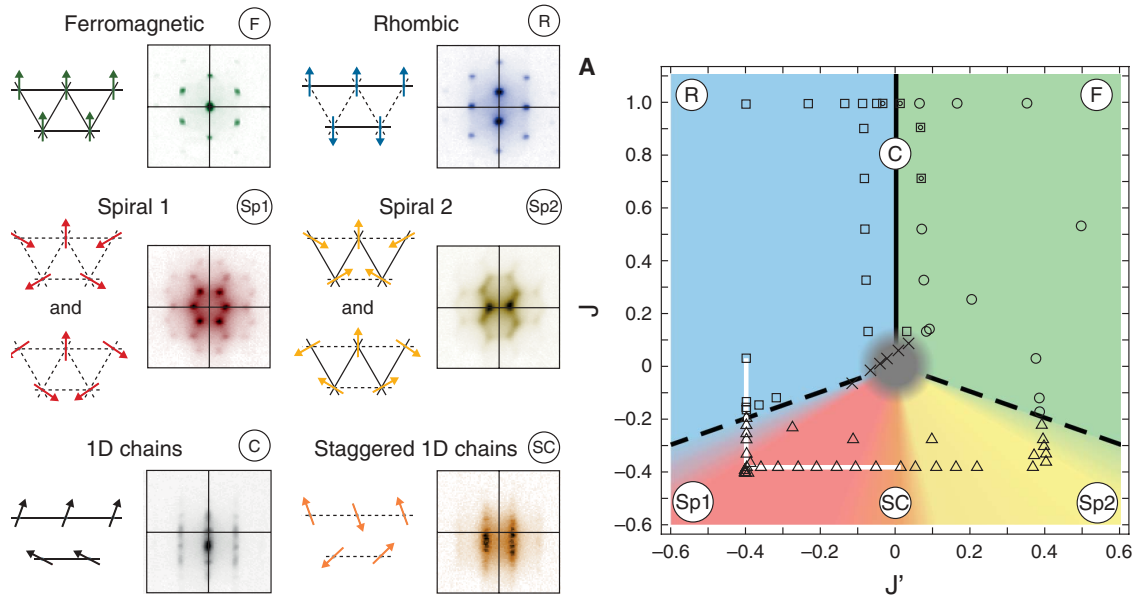 Ferromagnetic F
Rhombic R
Spiral 1 Sp1
and
Spiral 2 Sp2
and
1D chains C
Staggered 1D chains SC
A
R
F
C
Sp1
SC
Sp2
1.0
0.8
0.6
0.4
0.2
0
−0.2
−0.4
−0.6
J
−0.6 −0.4 −0.2 0 0.2 0.4 0.6
J'